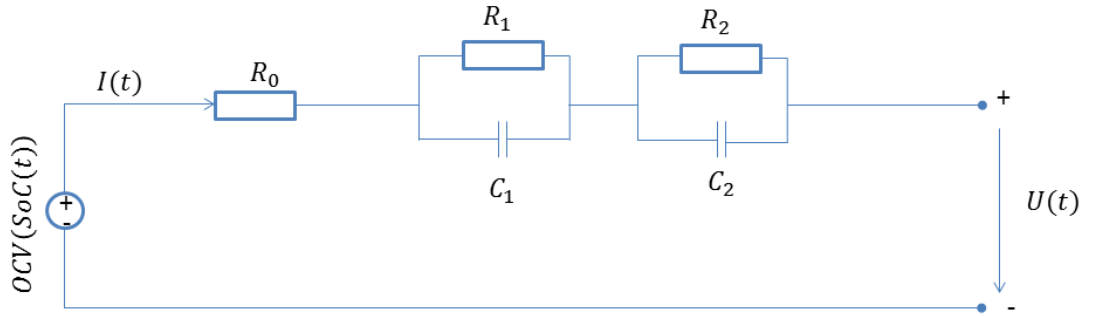 R₁
R₂
I(t)
R₀
+
OCV(SoC(t))
+
-
C₁
C₂
U(t)
-